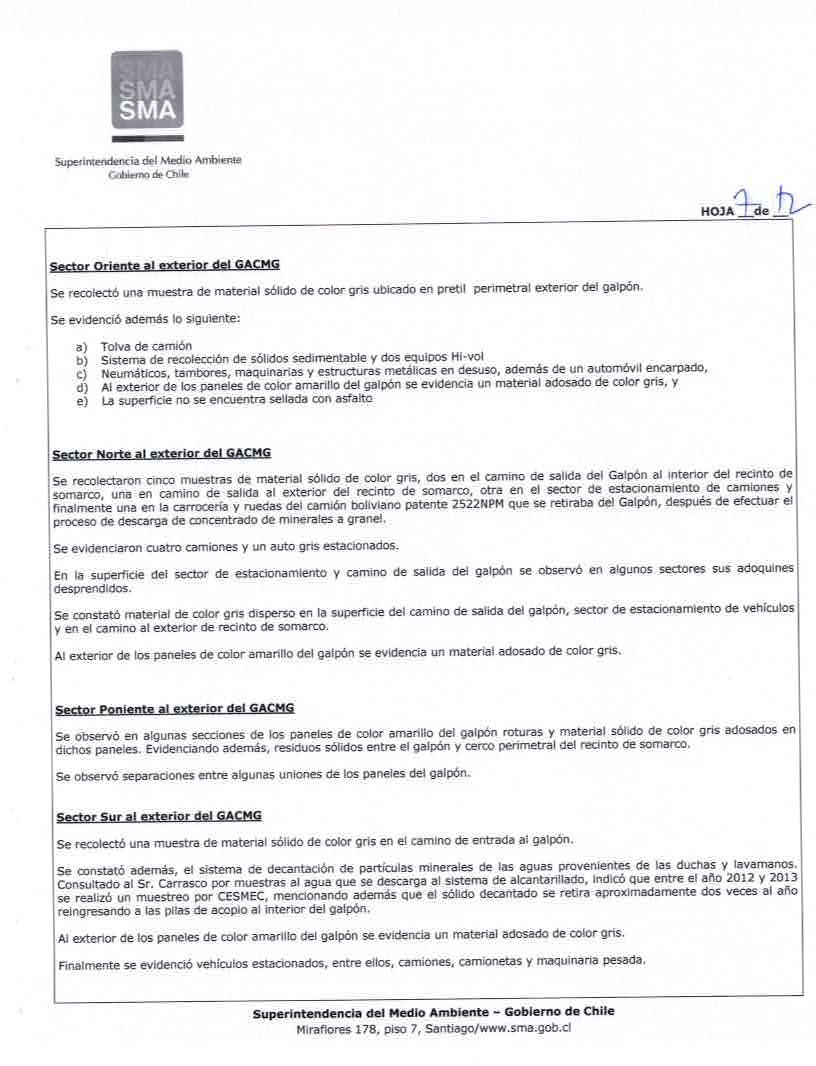 SMA
SMA
SMA
Superintendencia del Medio Ambiente
Gobierno de Chile
HOJA 7 de 12
Sector Oriente al exterior del GACMG
Se recolectó una muestra de material sólido de color gris ubicado en pretil perimetral exterior del galpón.
Se evidenció además lo siguiente:
a) Tolva de camión
b) Sistema de recolección de sólidos sedimentable y dos equipos Hi-vol
c) Neumáticos, tambores, maquinarias y estructuras metálicas en desuso, además de un automóvil encarpado,
d) Al exterior de los paneles de color amarillo del galpón se evidencia un material adosado de color gris, y
e) La superficie no se encuentra sellada con asfalto
Sector Norte al exterior del GACMG
Se recolectaron cinco muestras de material sólido de color gris, dos en el camino de salida del Galpón al interior del recinto de
somarco, una en camino de salida al exterior del recinto de somarco, otra en el sector de estacionamiento de camiones y
finalmente una en la carrocería y ruedas del camión boliviano patente 2522NPM que se retiraba del Galpón, después de efectuar el
proceso de descarga de concentrado de minerales a granel.
Se evidenciaron cuatro camiones y un auto gris estacionados.
En la superficie del sector de estacionamiento y camino de salida del galpón se observó en algunos sectores sus adoquines
desprendidos.
Se constató material de color gris disperso en la superficie del camino de salida del galpón, sector de estacionamiento de vehículos
y en el camino al exterior de recinto de somarco.
Al exterior de los paneles de color amarillo del galpón se evidencia un material adosado de color gris.
Sector Poniente al exterior del GACMG
Se observó en algunas secciones de los paneles de color amarillo del galpón roturas y material sólido de color gris adosados en
dichos paneles. Evidenciando además, residuos sólidos entre el galpón y cerco perimetral del recinto de somarco.
Se observó separaciones entre algunas uniones de los paneles del galpón.
Sector Sur al exterior del GACMG
Se recolectó una muestra de material sólido de color gris en el camino de entrada al galpón.
Se constató además, el sistema de decantación de partículas minerales de las aguas provenientes de las duchas y lavamanos.
Consultado al Sr. Carrasco por muestras al agua que se descarga al sistema de alcantarillado, indicó que entre el año 2012 y 2013
se realizó un muestreo por CESMEC, mencionando además que el sólido decantado se retira aproximadamente dos veces al año
reingresando a las pilas de acopio al interior del galpón.
Al exterior de los paneles de color amarillo del galpón se evidencia un material adosado de color gris.
Finalmente se evidenció vehículos estacionados, entre ellos, camiones, camionetas y maquinaria pesada.
Superintendencia del Medio Ambiente – Gobierno de Chile
Miraflores 178, piso 7, Santiago/www.sma.gob.cl